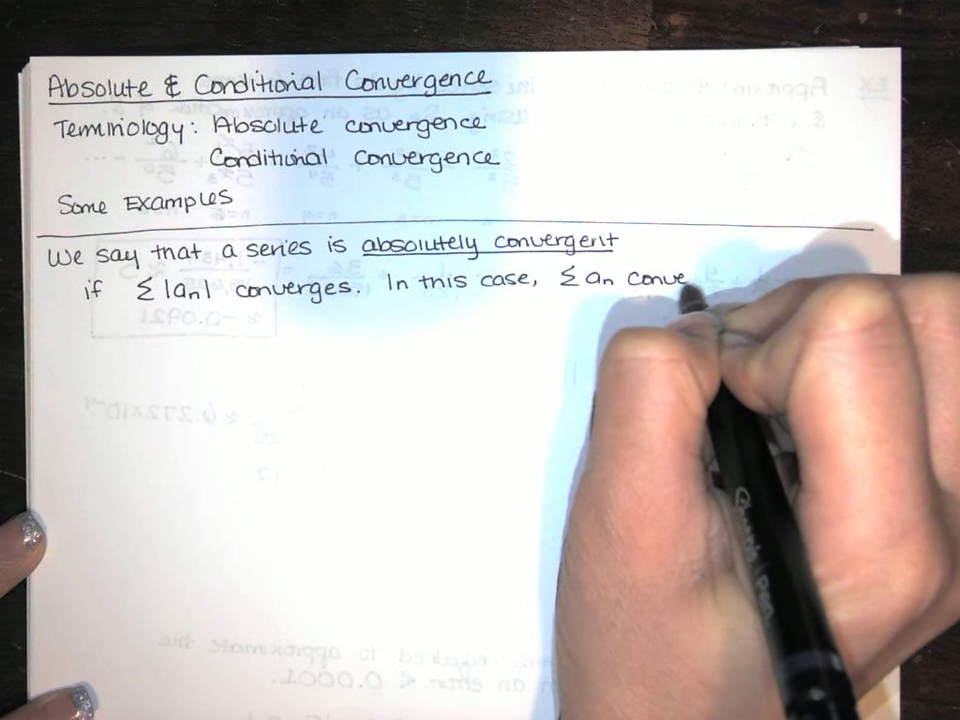 Absolute & Conditional Convergence
Terminology: Absolute convergence
Conditional convergence
Some Examples
We say that a series is absolutely convergent
if Σ|an| converges. In this case, Σ an conve